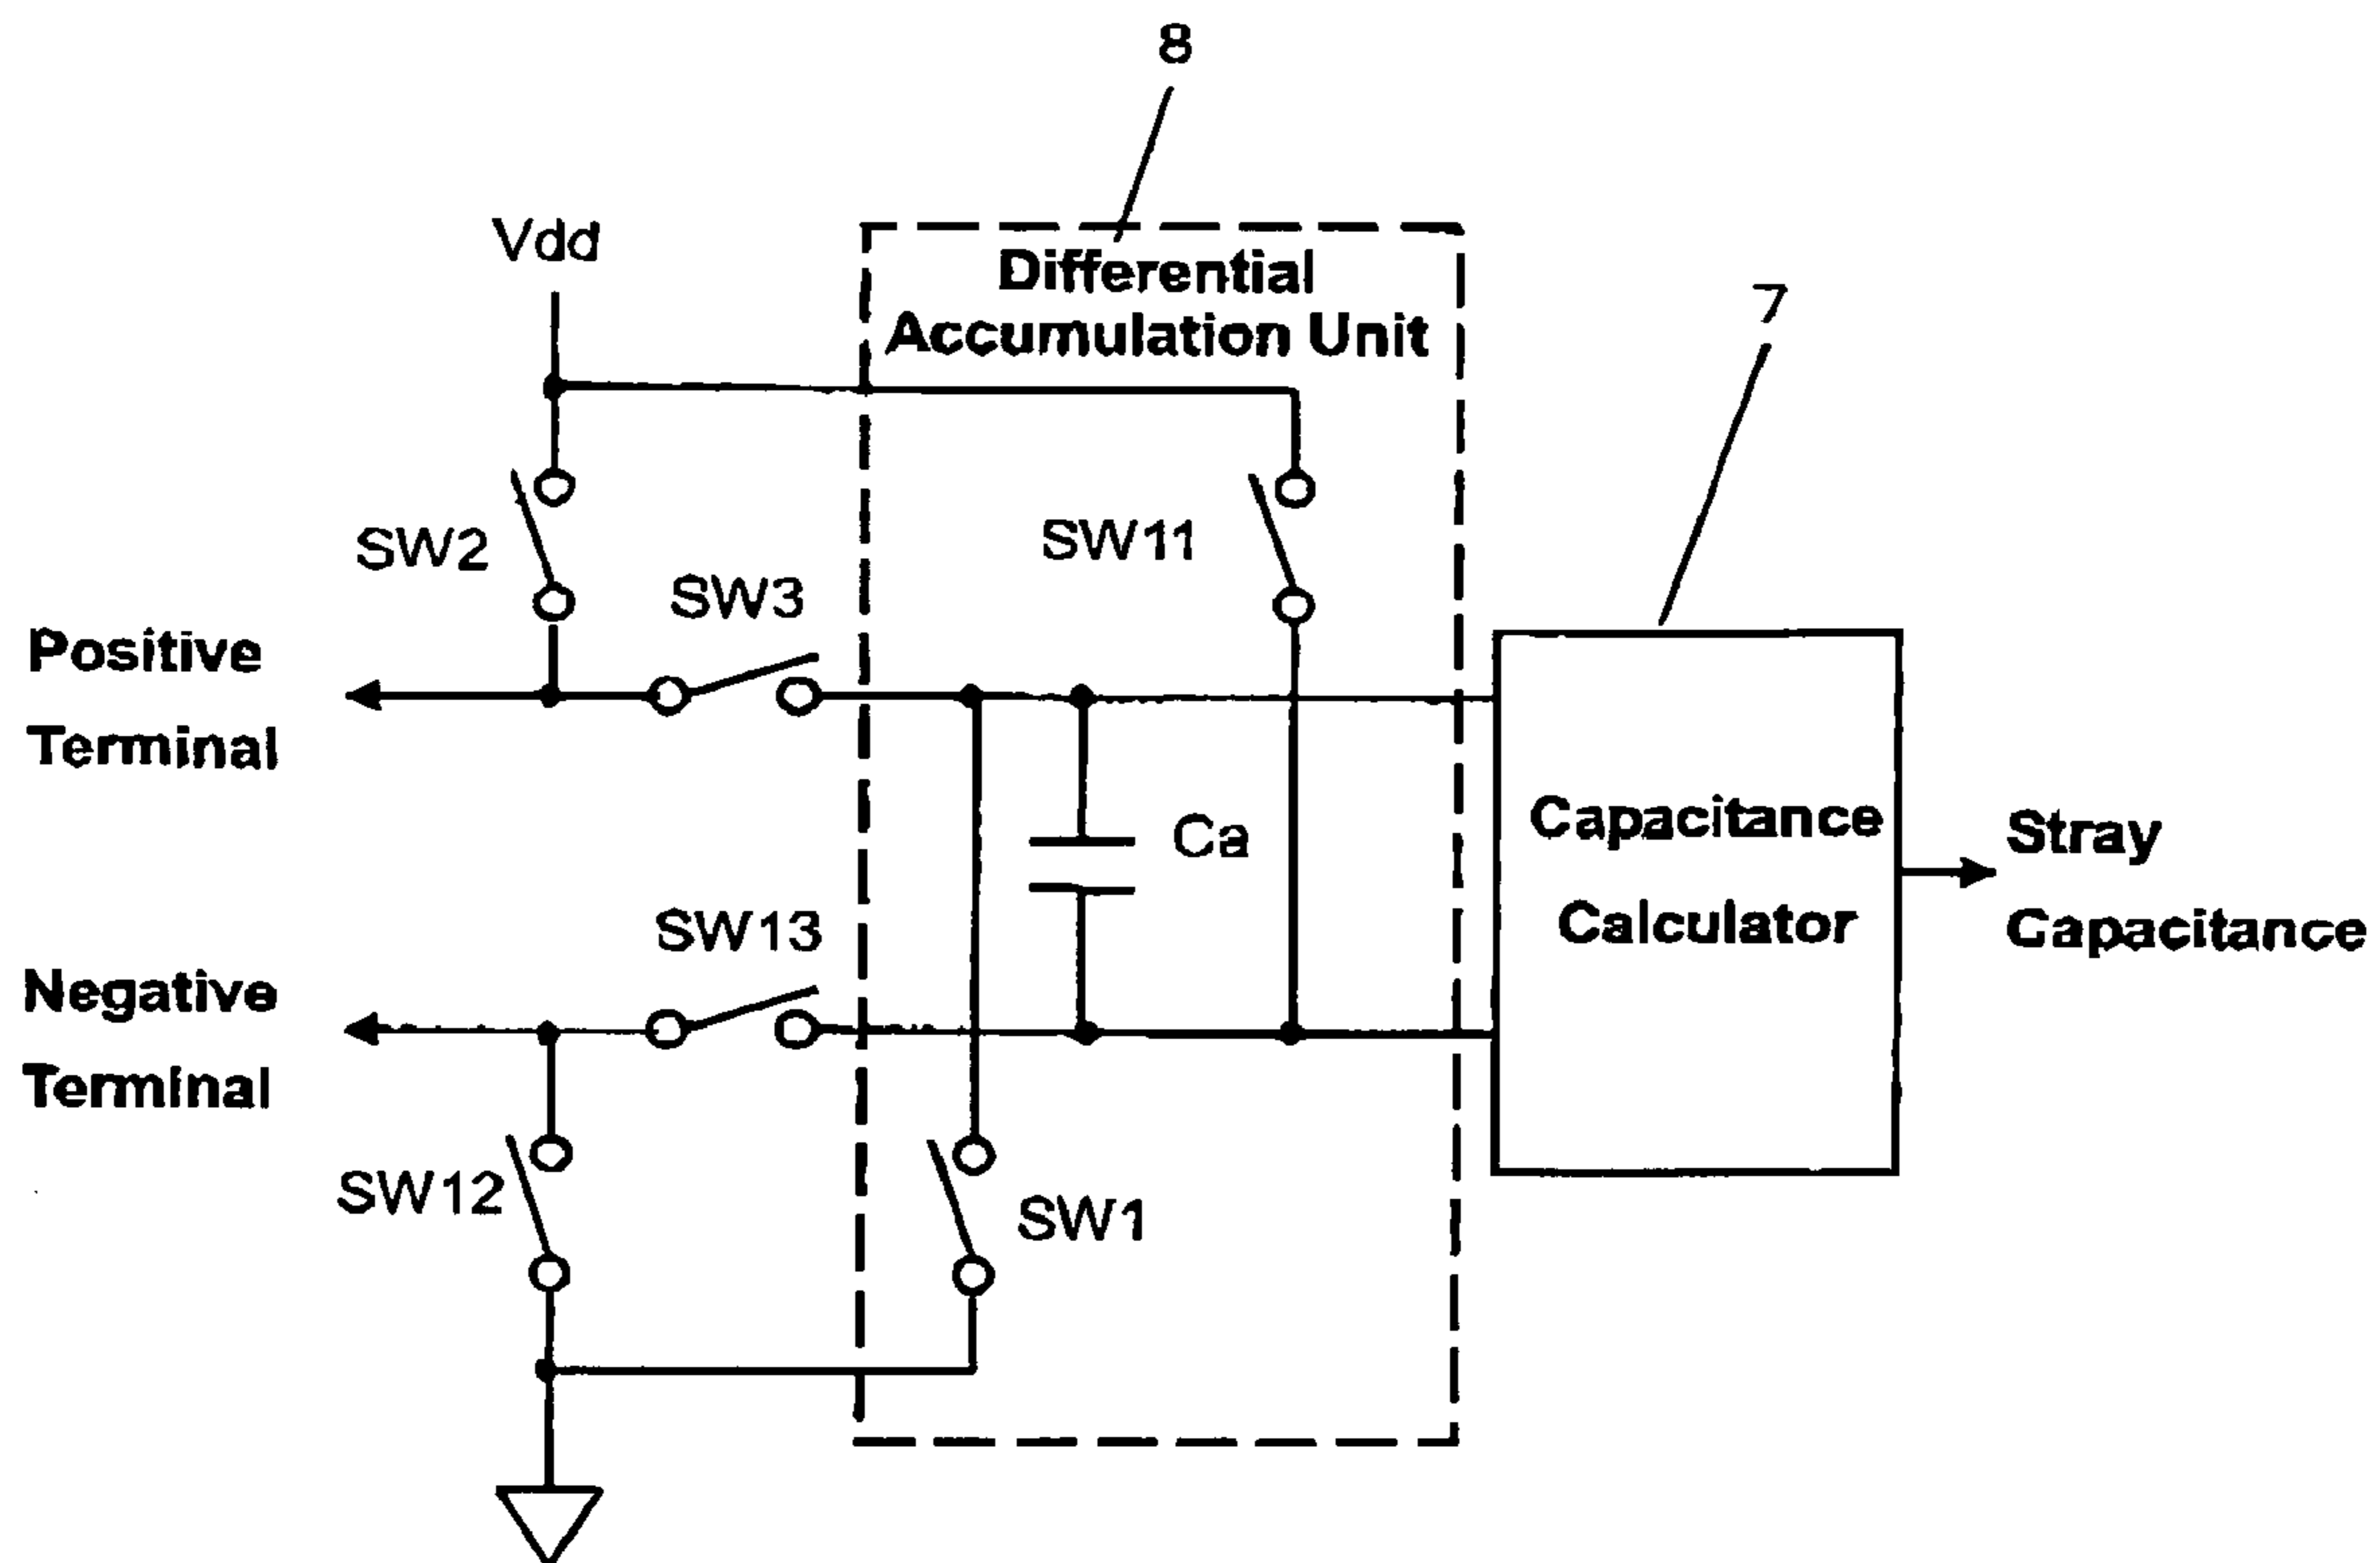 8
Vdd
Differential
Accumulation Unit
7
SW2
SW11
SW3
Positive
Terminal
Ca
Capacitance
Calculator
Stray
Capacitance
SW13
Negative
Terminal
SW12
SW1